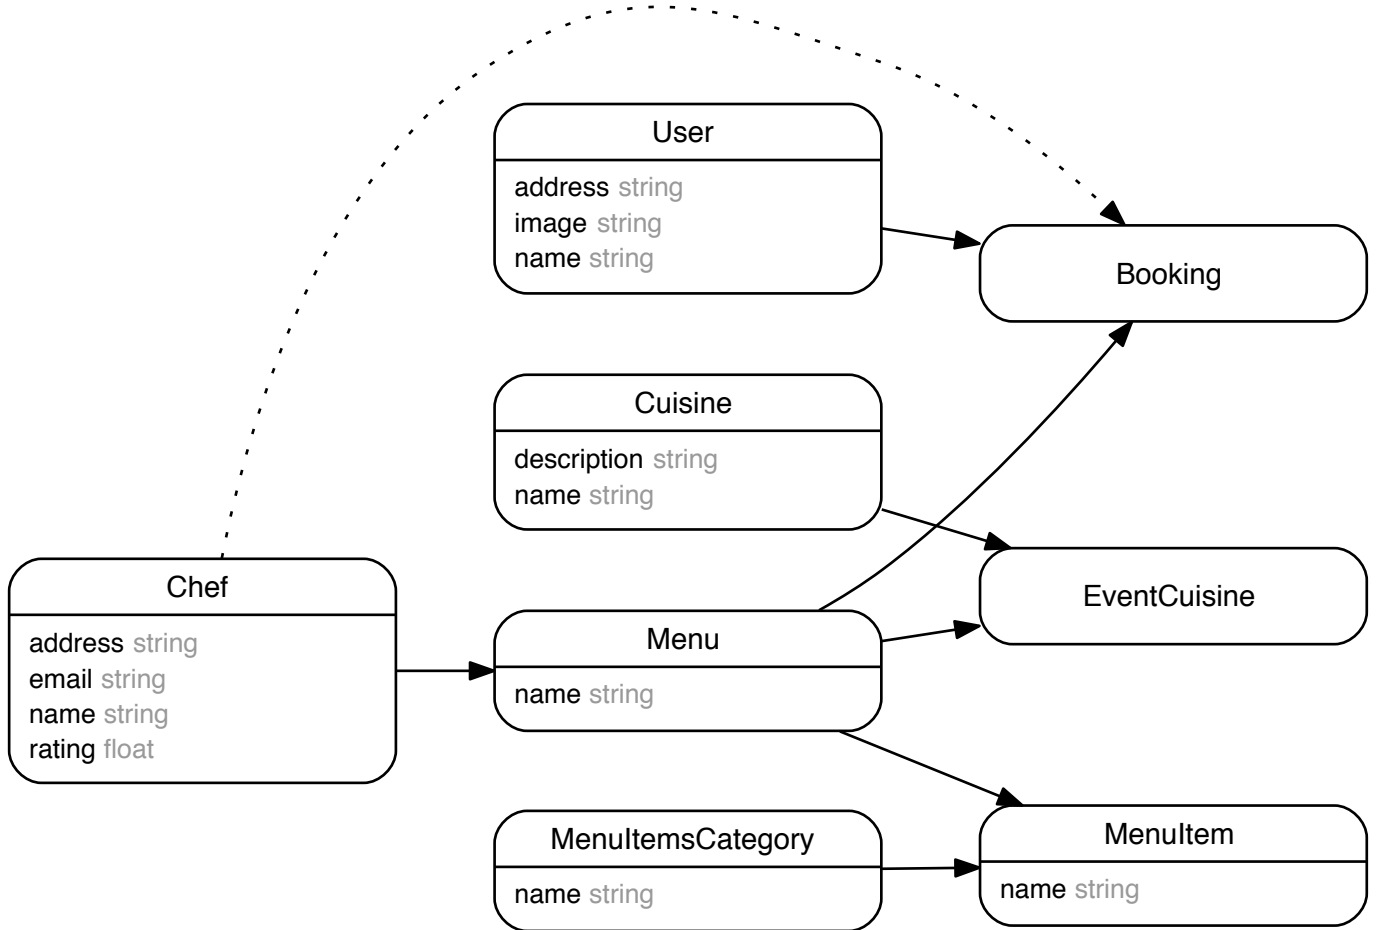 User
address string
image string
name string
Booking
Cuisine
description string
name string
Chef
address string
email string
name string
rating float
Menu
name string
EventCuisine
MenuItemsCategory
name string
MenuItem
name string